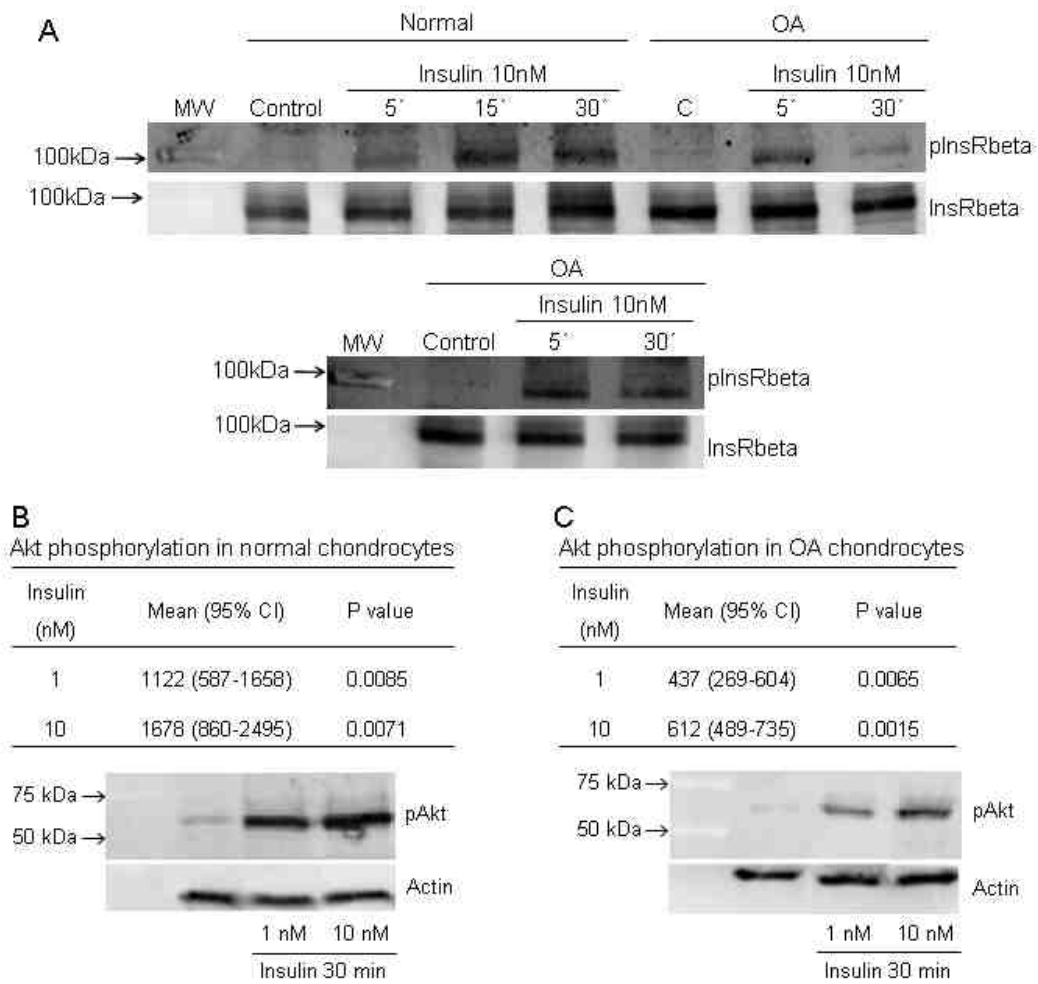 A
Normal OA
Insulin 10nM Insulin 10nM
MW Control 5´ 15´ 30´ C 5´ 30´
100kDa→ pInsRbeta
100kDa→ InsRbeta
OA
Insulin 10nM
MW Control 5´ 30´
100kDa→ pInsRbeta
100kDa→ InsRbeta
B
Akt phosphorylation in normal chondrocytes
Insulin (nM) Mean (95% CI) P value
1 1122 (587-1658) 0.0085
10 1678 (860-2495) 0.0071
75 kDa→
50 kDa→ pAkt
Actin
1 nM 10 nM
Insulin 30 min
C
Akt phosphorylation in OA chondrocytes
Insulin (nM) Mean (95% CI) P value
1 437 (269-604) 0.0065
10 612 (489-735) 0.0015
75 kDa→
50 kDa→ pAkt
Actin
1 nM 10 nM
Insulin 30 min